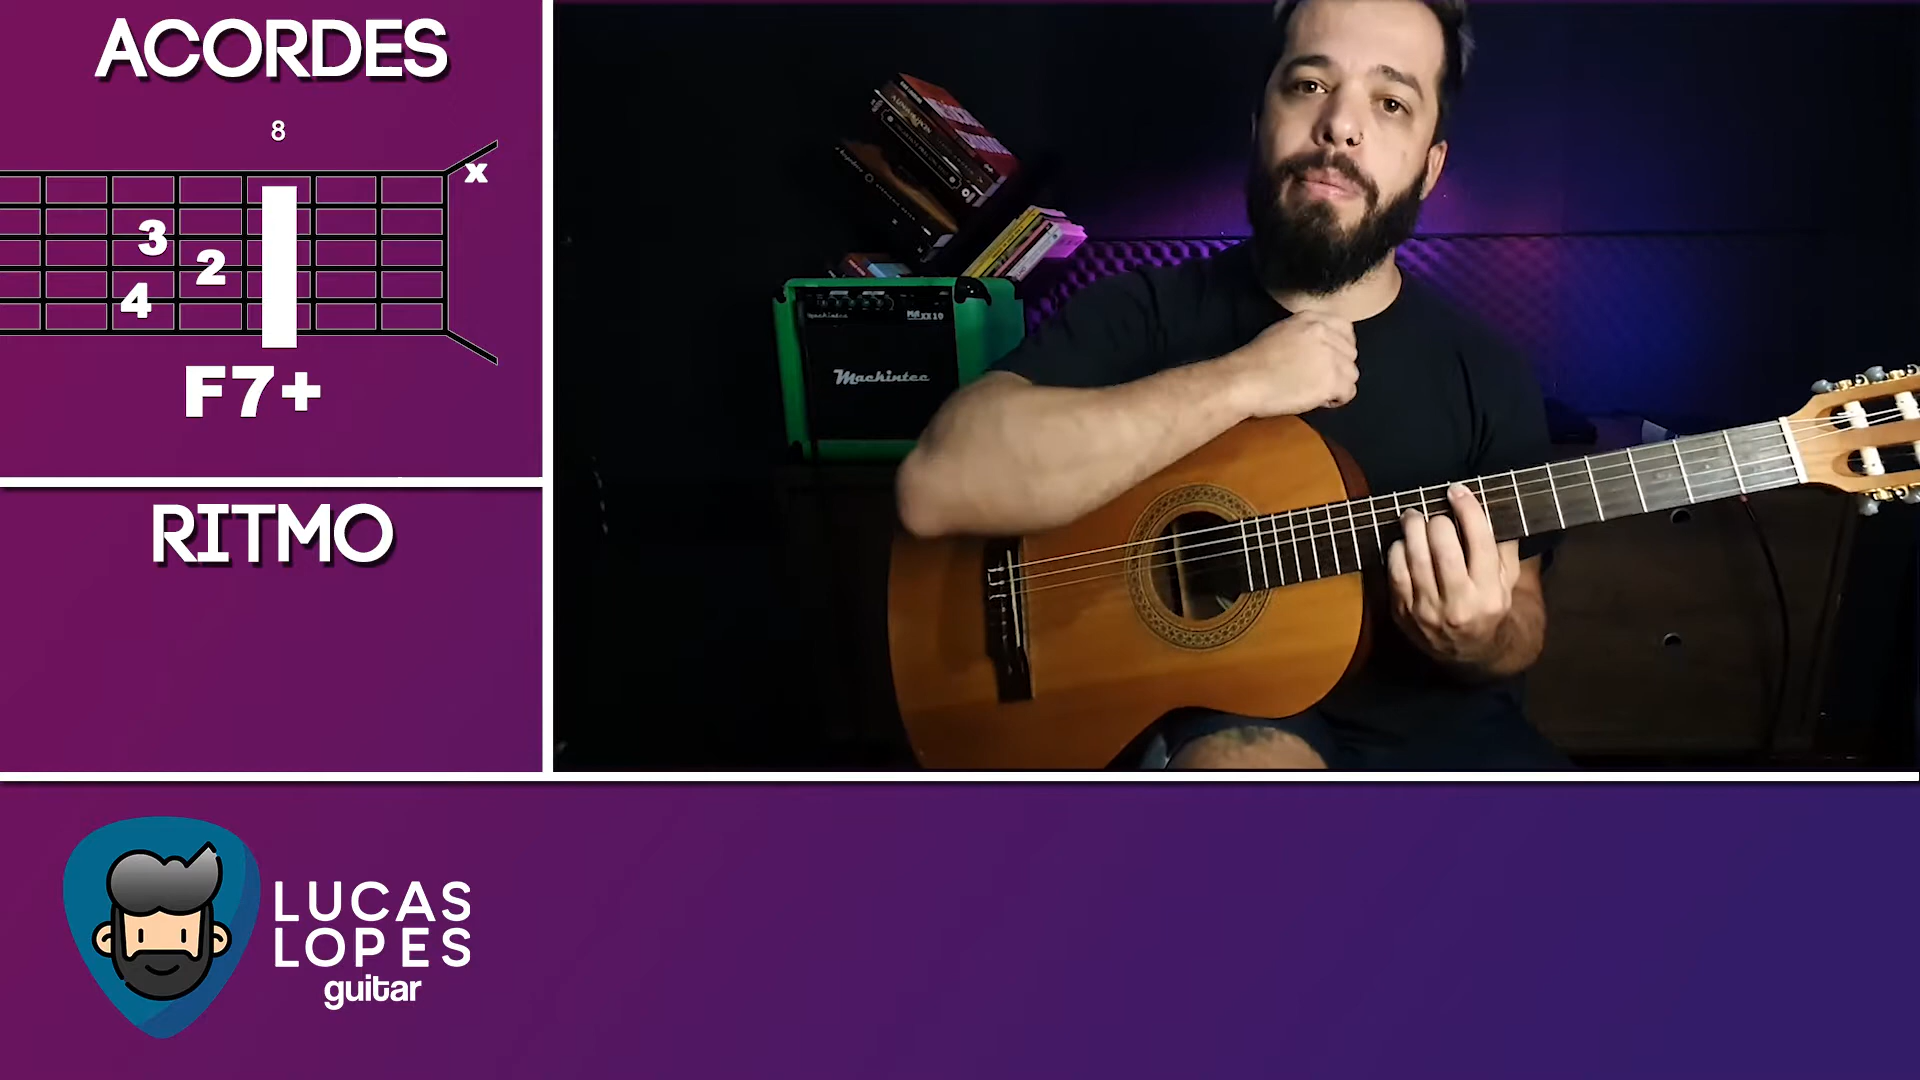 ACORDES
8
x
3
2
4
F7+
RITMO
Mackintec
LUCAS
LOPES
guitar